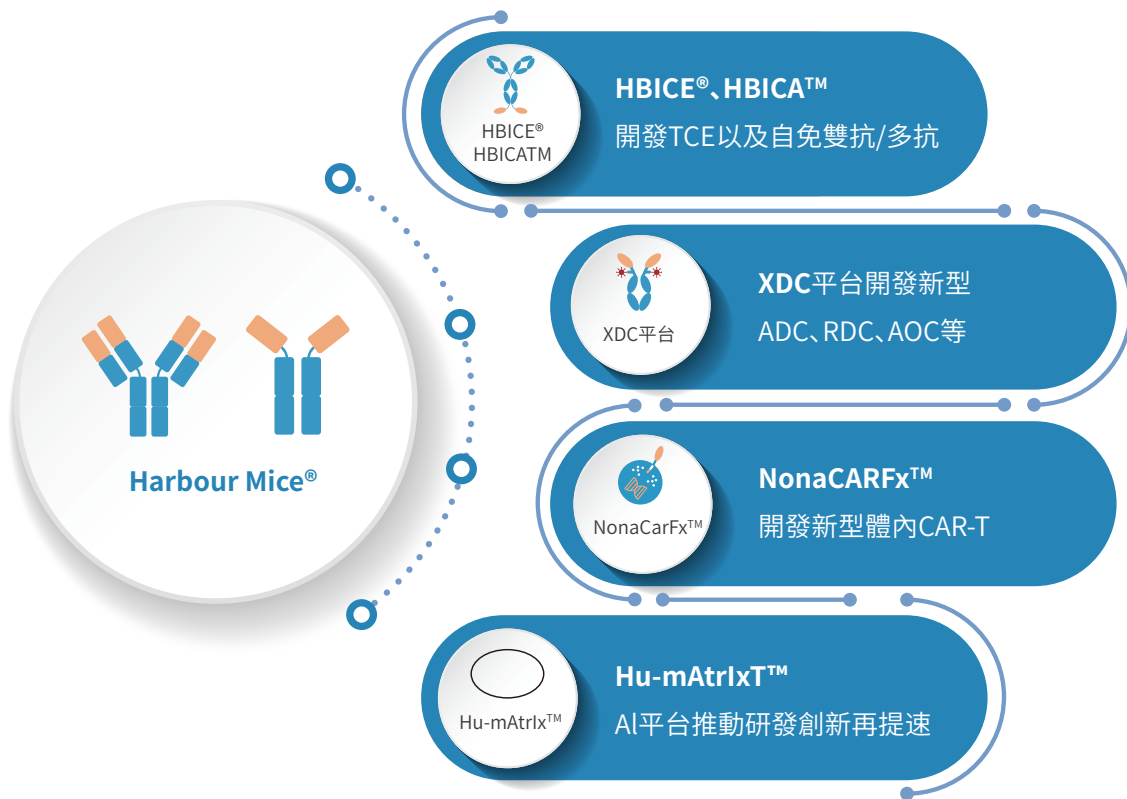 Harbour Mice®
HBICE®
HBICATM
HBICE®、HBICA™
開發TCE以及自免雙抗/多抗
XDC平台
XDC平台開發新型
ADC、RDC、AOC等
NonaCarFx™
NonaCARFx™
開發新型體內CAR-T
Hu-mAtrIx™
Hu-mAtrIxT™
AI平台推動研發創新再提速